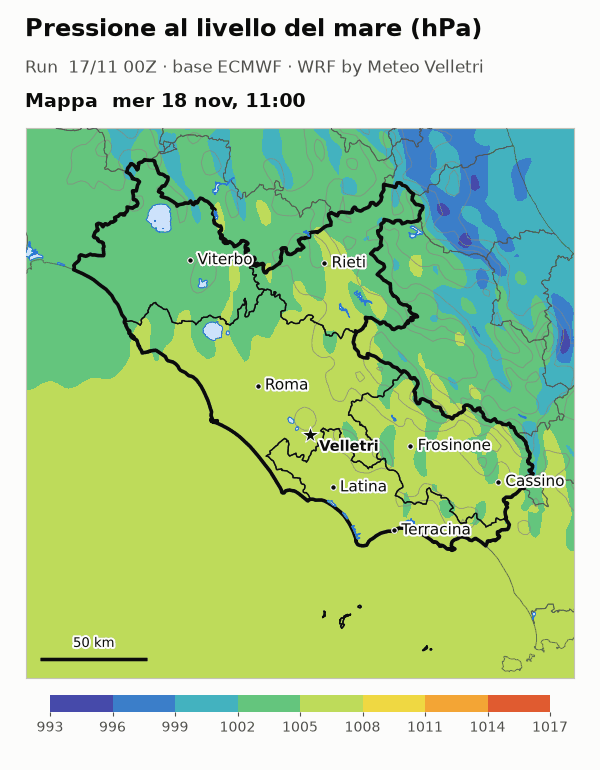 Pressione al livello del mare (hPa)
Run  17/11 00Z · base ECMWF · WRF by Meteo Velletri
Mappa  mer 18 nov, 11:00
Viterbo
Rieti
Roma
Velletri
Frosinone
Latina
Cassino
Terracina
50 km
993 996 999 1002 1005 1008 1011 1014 1017